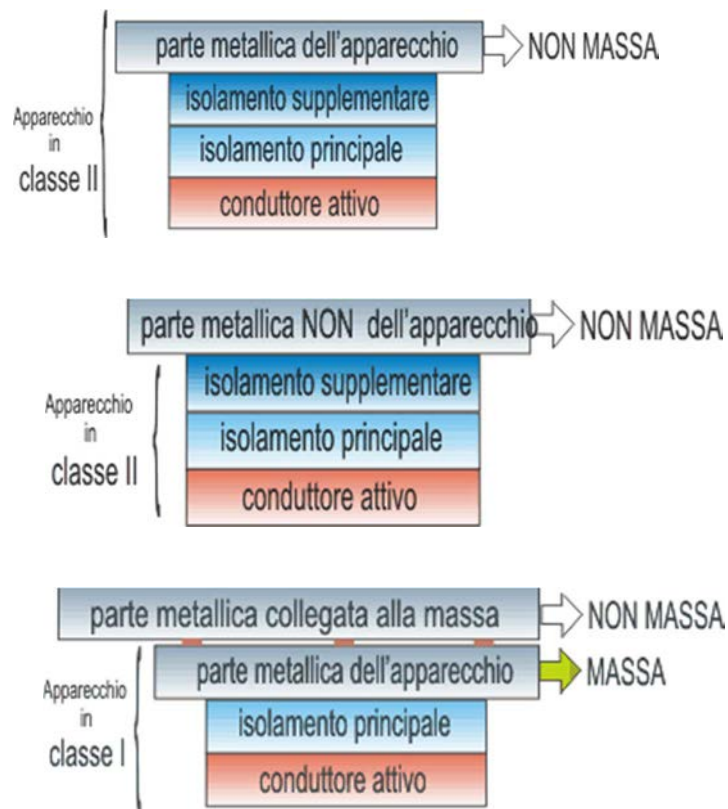 parte metallica dell'apparecchio NON MASSA
isolamento supplementare
isolamento principale
conduttore attivo
Apparecchio
in
classe II
parte metallica NON dell'apparecchio NON MASSA
isolamento supplementare
isolamento principale
conduttore attivo
Apparecchio
in
classe II
parte metallica collegata alla massa NON MASSA
parte metallica dell'apparecchio MASSA
isolamento principale
conduttore attivo
Apparecchio
in
classe I